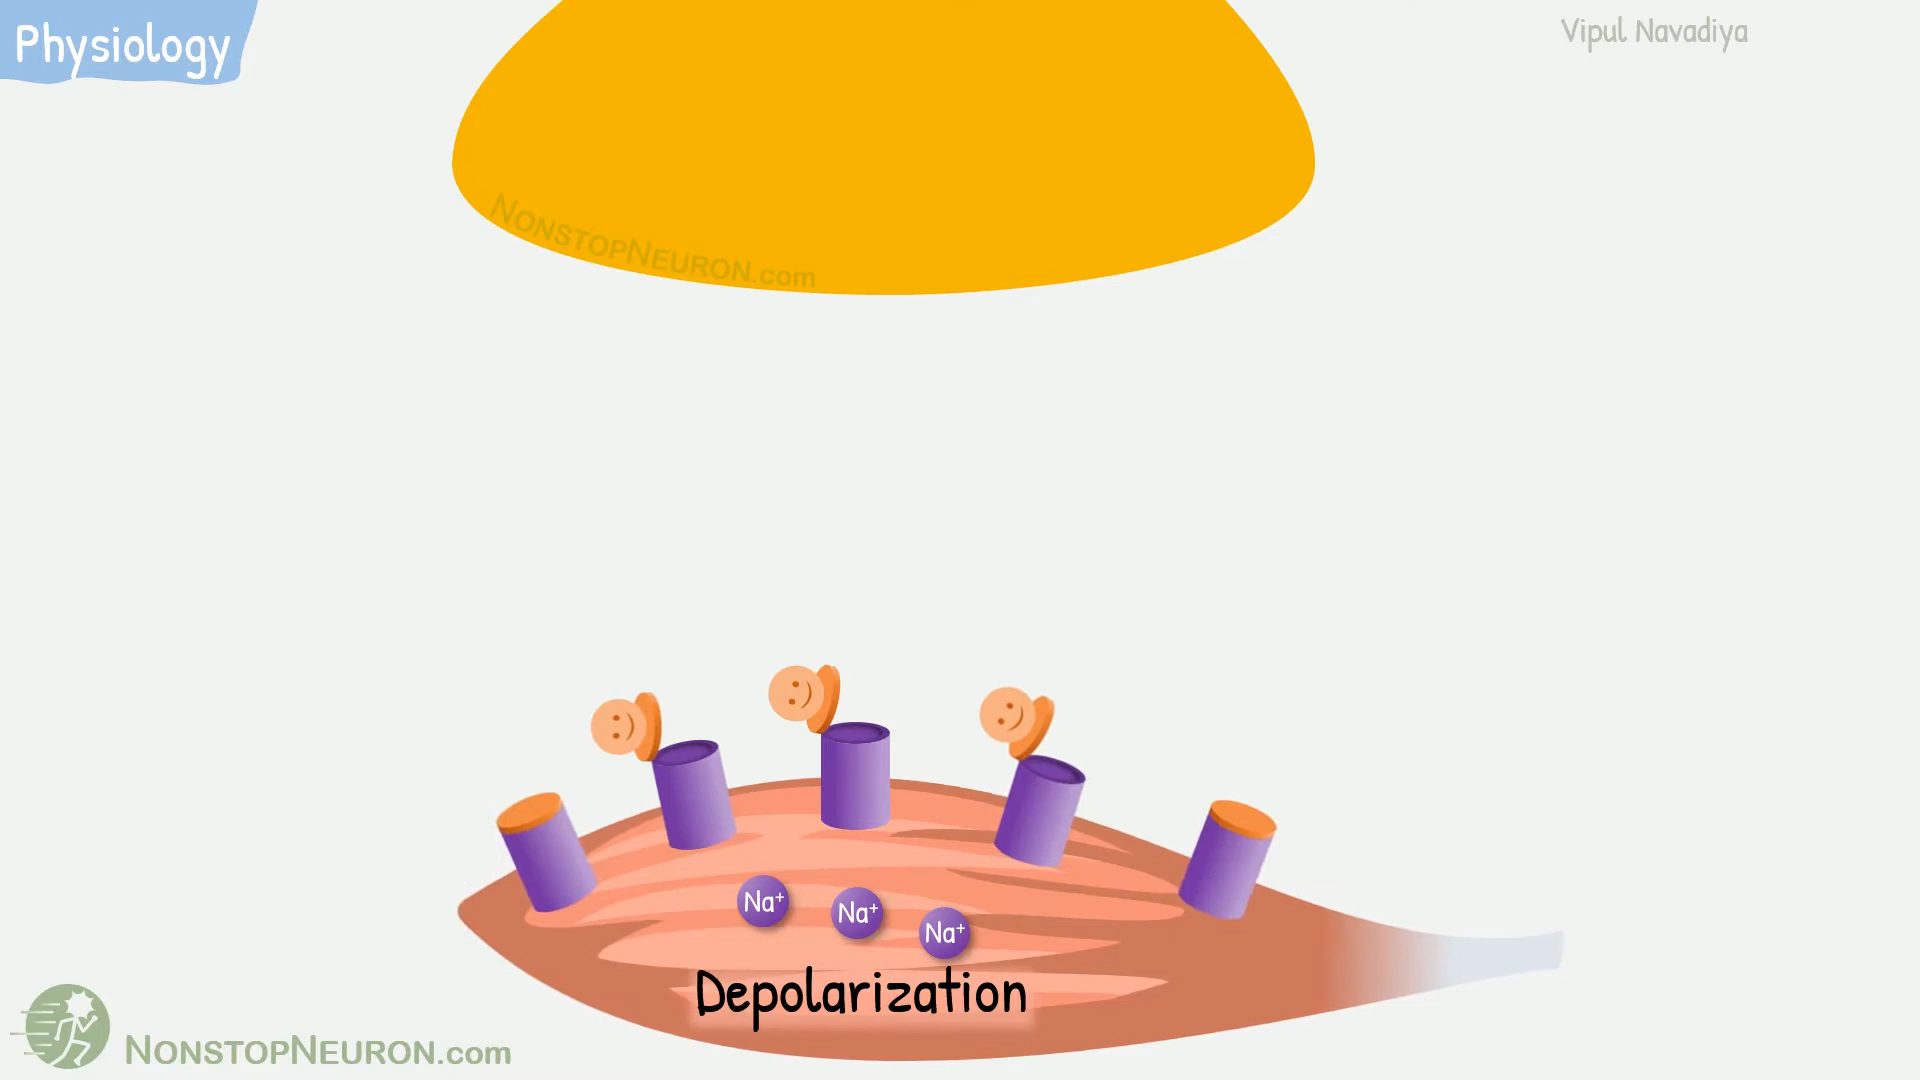 Physiology
Vipul Navadiya
NONSTOPNEURON.com
Na⁺
Na⁺
Na⁺
Depolarization
NONSTOPNEURON.com